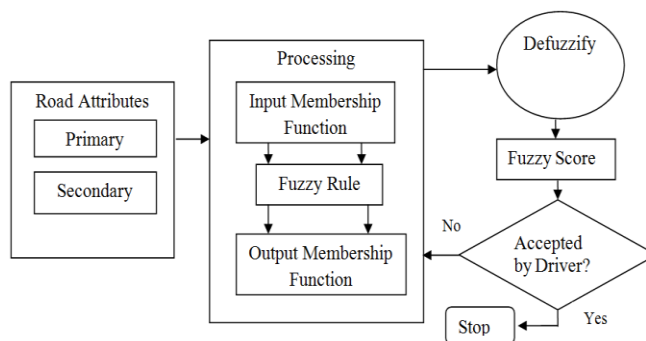 Road Attributes
Primary
Secondary
Processing
Input Membership
Function
Fuzzy Rule
Output Membership
Function
Defuzzify
Fuzzy Score
Accepted
by Driver?
No
Yes
Stop